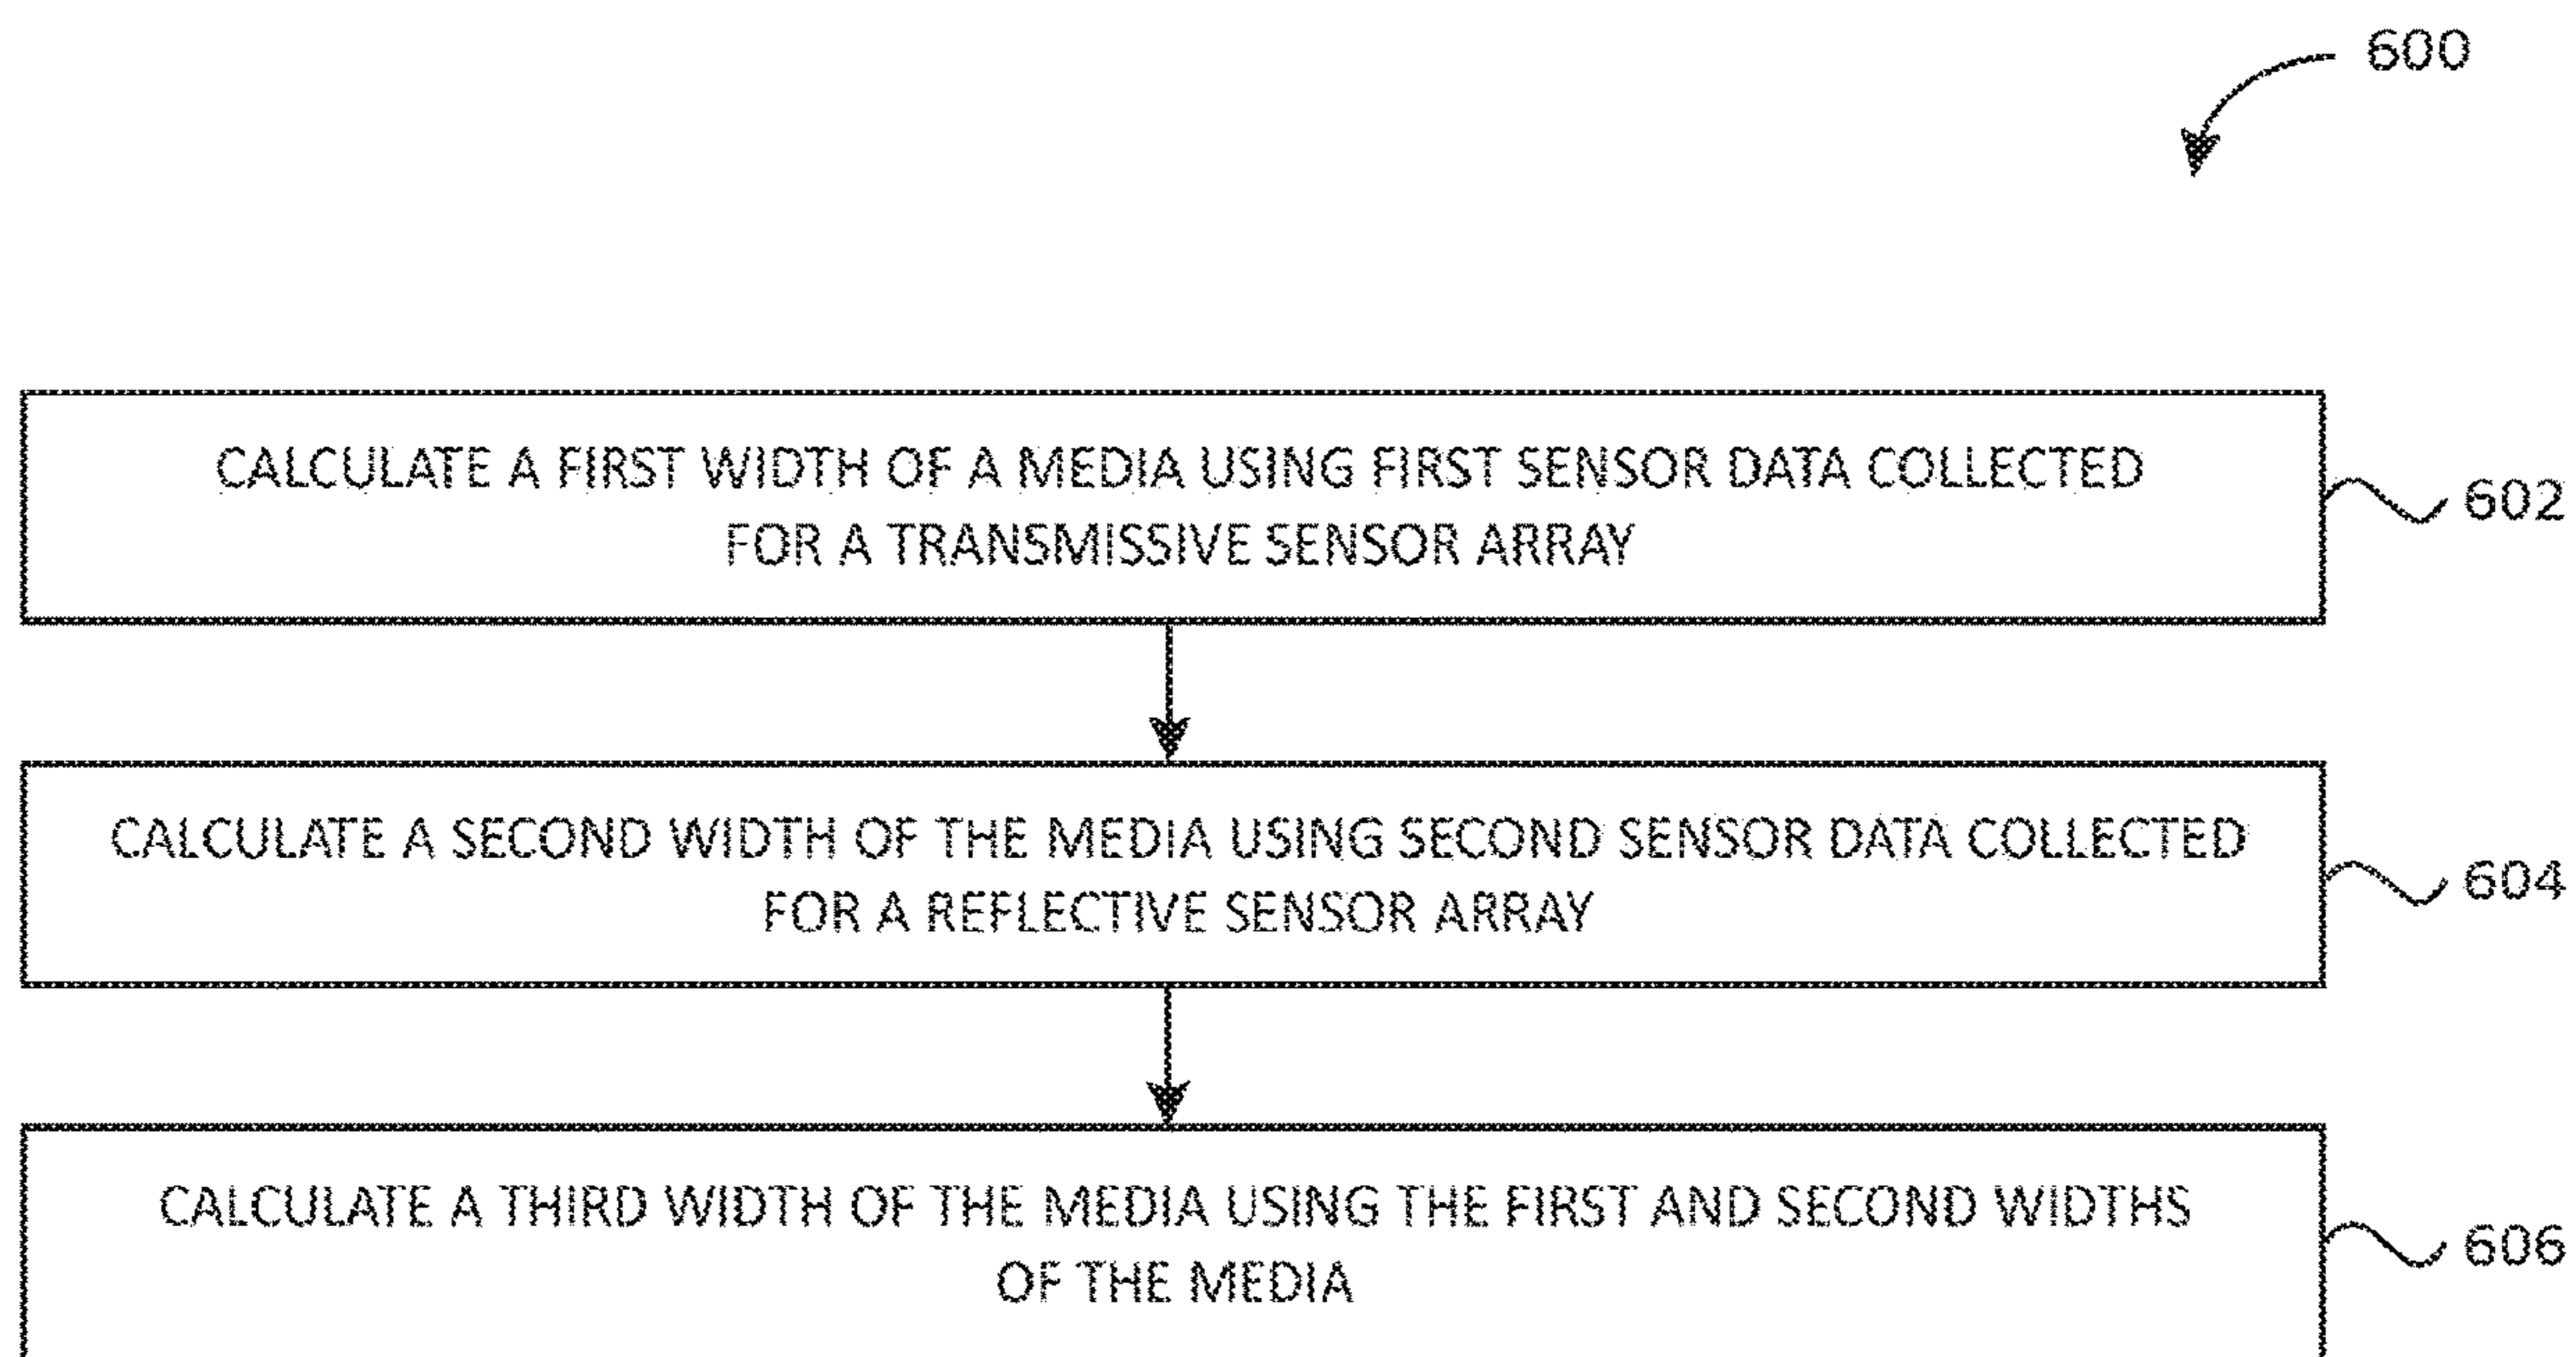 600
CALCULATE A FIRST WIDTH OF A MEDIA USING FIRST SENSOR DATA COLLECTED
FOR A TRANSMISSIVE SENSOR ARRAY
602
CALCULATE A SECOND WIDTH OF THE MEDIA USING SECOND SENSOR DATA COLLECTED
FOR A REFLECTIVE SENSOR ARRAY
604
CALCULATE A THIRD WIDTH OF THE MEDIA USING THE FIRST AND SECOND WIDTHS
OF THE MEDIA
606